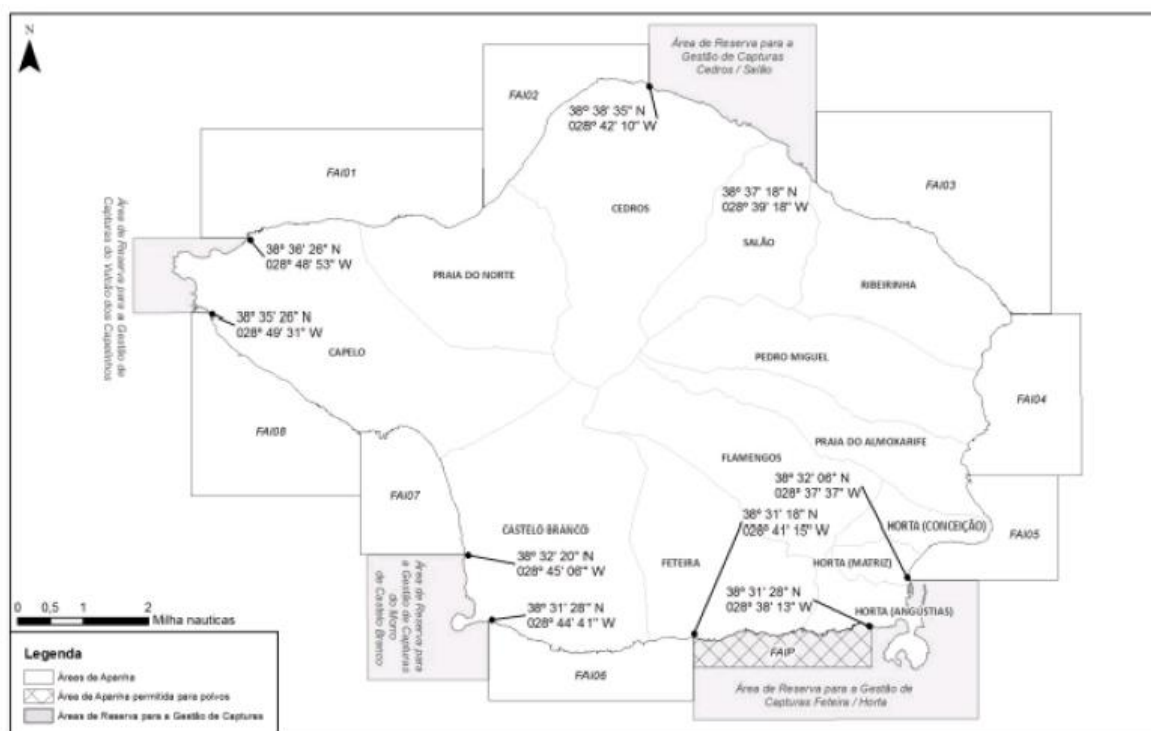 N
Área de Reserva para a
Gestão de Capturas
Cedros / Salão
FAI02
38º 38' 35" N
028º 42' 10" W
FAI01
FAI03
38º 37' 18" N
028º 39' 18" W
CEDROS
SALÃO
Área de Reserva para a Gestão de
Capturas do Vulcão dos Capelinhos
38º 36' 26" N
028º 48' 53" W
PRAIA DO NORTE
RIBEIRINHA
38º 35' 26" N
028º 49' 31" W
CAPELO
PEDRO MIGUEL
FAI04
FAI08
PRAIA DO ALMOXARIFE
FLAMENGOS
38º 32' 06" N
028º 37' 37" W
FAI07
38º 31' 18" N
028º 41' 15" W
CASTELO BRANCO
HORTA (CONCEIÇÃO)
FAI05
38º 32' 20" N
028º 45' 06" W
FETEIRA
HORTA (MATRIZ)
Área de Reserva para
a Gestão de Capturas
do Morro
de Castelo Branco
38º 31' 28" N
028º 44' 41" W
38º 31' 28" N
028º 38' 13" W
HORTA (ANGÚSTIAS)
0 0,5 1 2
Milha nauticas
FAIP
FAI06
Área de Reserva para a Gestão de
Capturas Feteira / Horta
Legenda
Áreas de Apanha
Área de Apanha permitida para polvos
Áreas de Reserva para a Gestão de Capturas